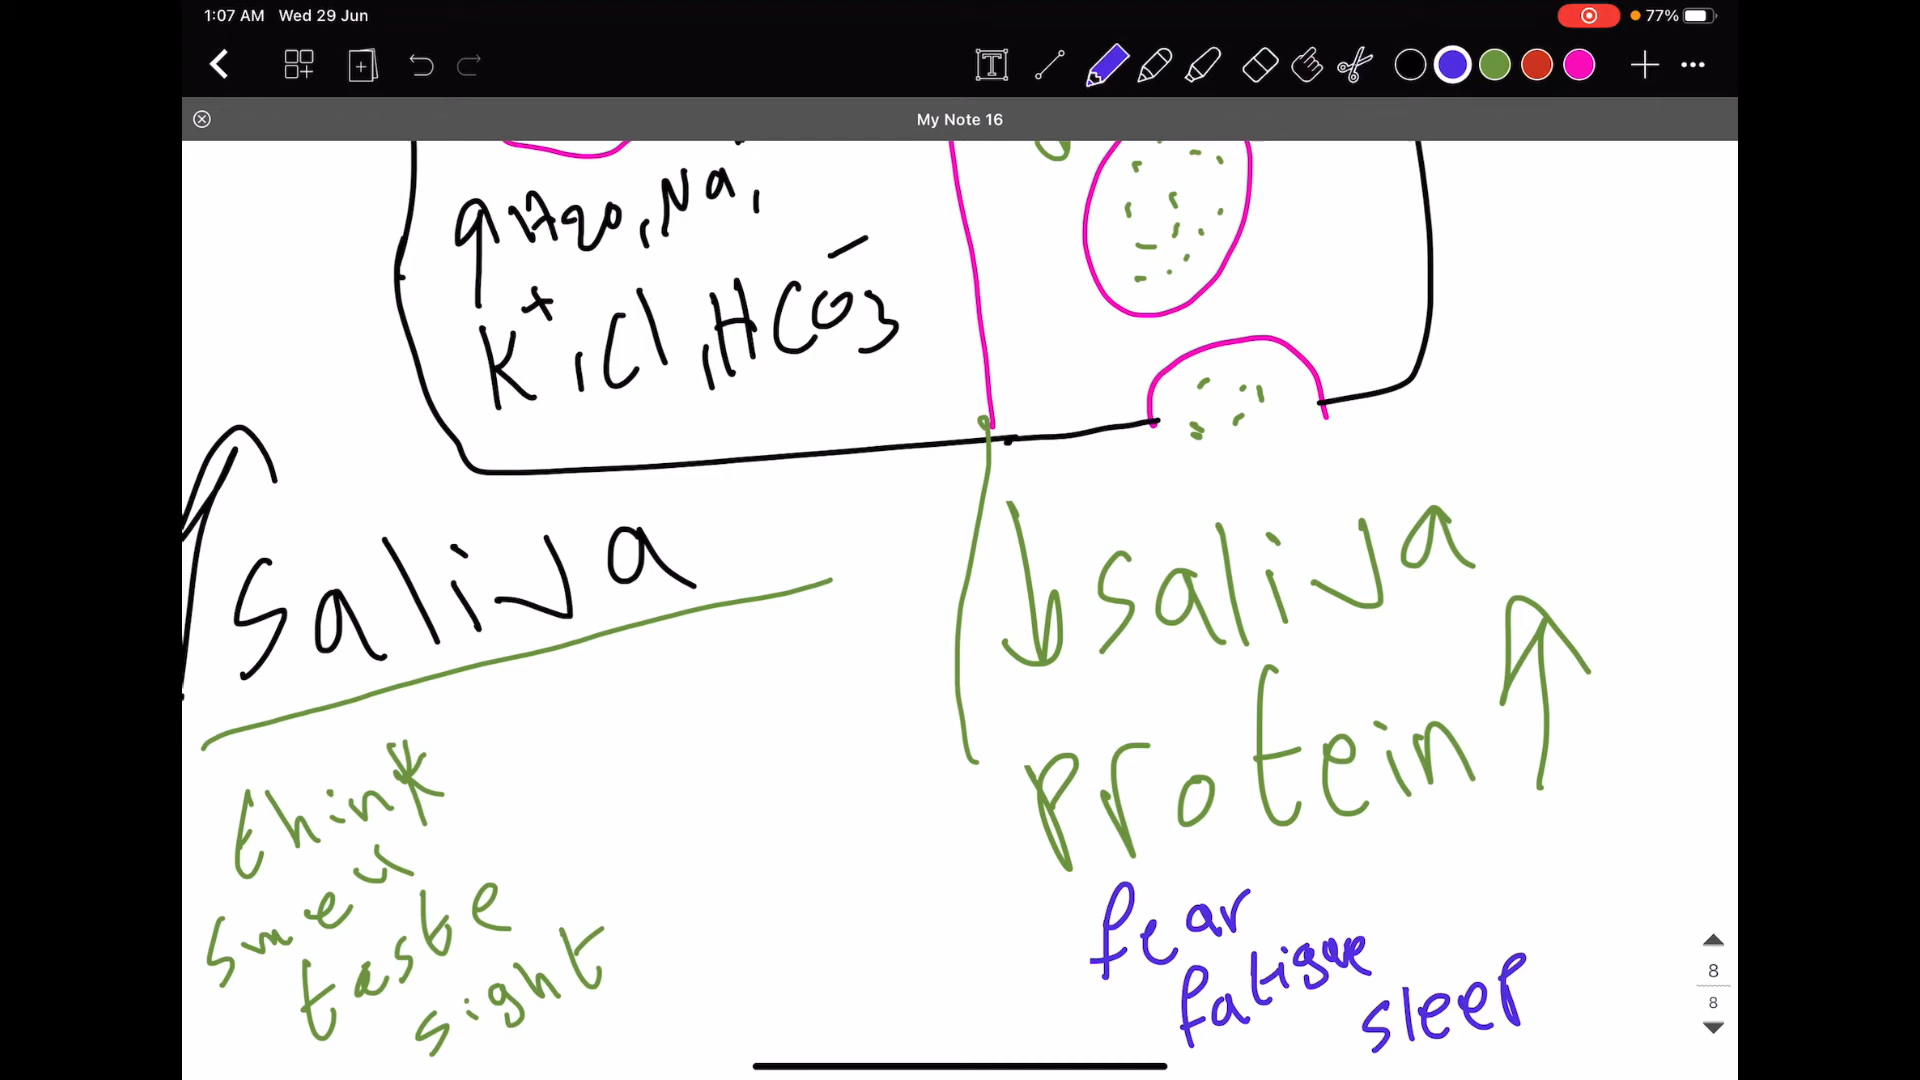 1:07 AM Wed 29 Jun
77%
T
My Note 16
H2O, Na,
K+, Cl, HCO3-
Saliva
think
smell
taste
sight
↓ Saliva
protein ↑
fear
fatigue
sleep
8
8